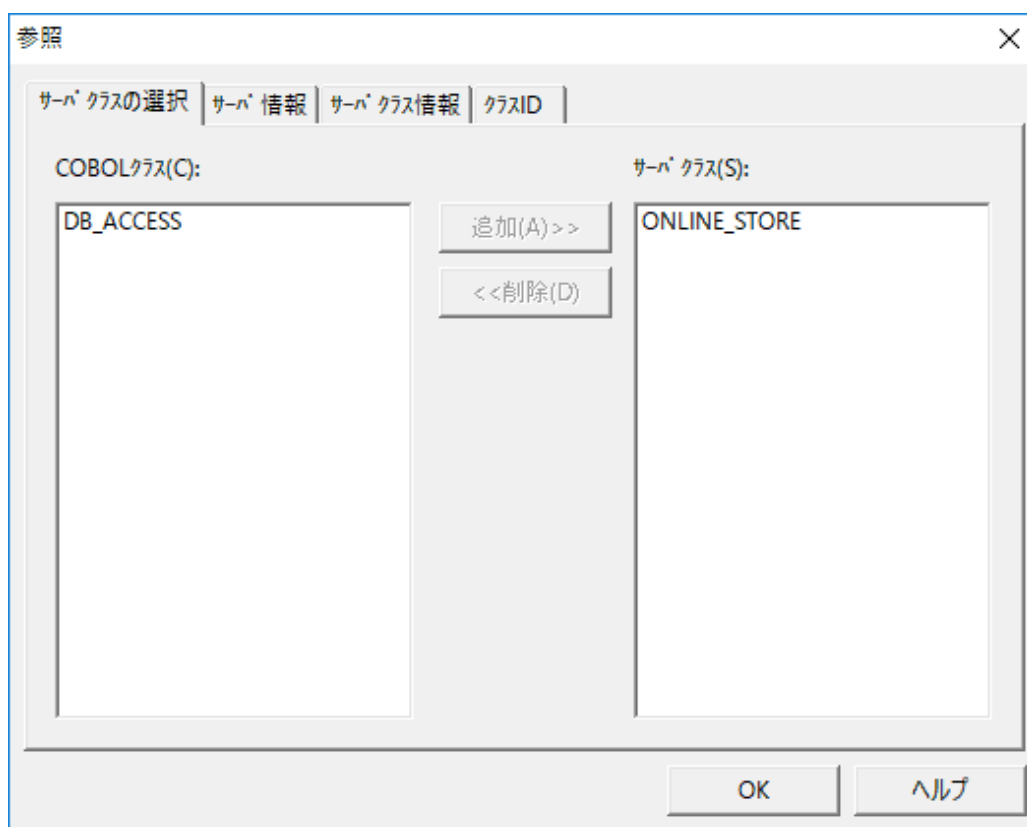 参照
ｻｰﾊﾞｸﾗｽの選択 ｻｰﾊﾞ情報 ｻｰﾊﾞｸﾗｽ情報 ｸﾗｽID
COBOLｸﾗｽ(C): ｻｰﾊﾞｸﾗｽ(S):
DB_ACCESS 追加(A)>> ONLINE_STORE
<<削除(D)
OK ヘルプ